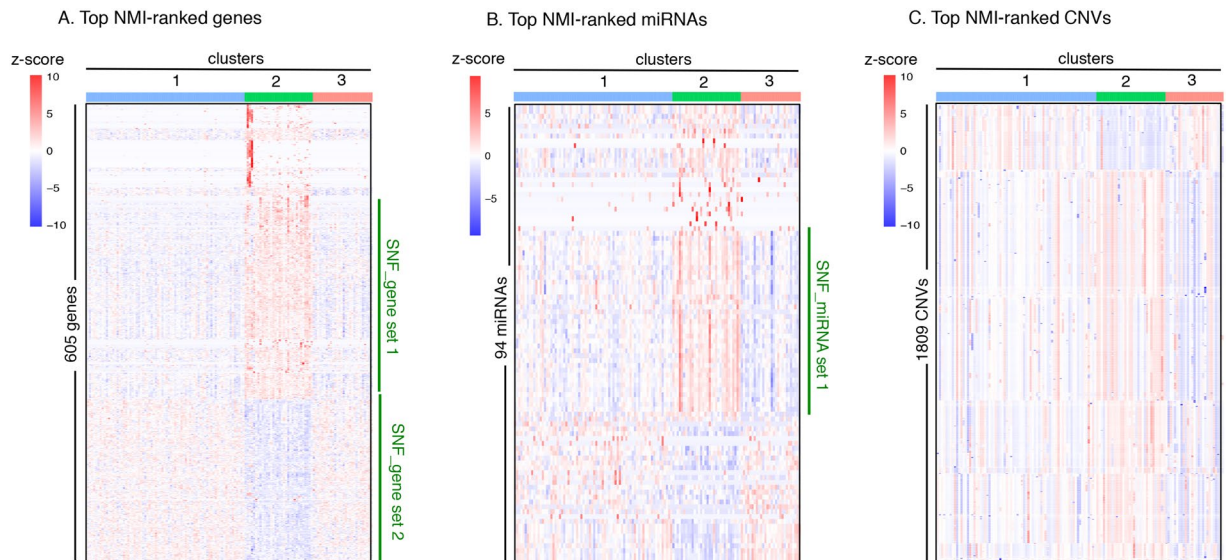 A. Top NMI-ranked genes
z-score
clusters
1 2 3
10
5
0
−5
−10
605 genes
SNF_gene set 1
SNF_gene set 2
B. Top NMI-ranked miRNAs
z-score
clusters
1 2 3
5
0
−5
94 miRNAs
SNF_miRNA set 1
C. Top NMI-ranked CNVs
z-score
clusters
1 2 3
10
5
0
−5
−10
1809 CNVs